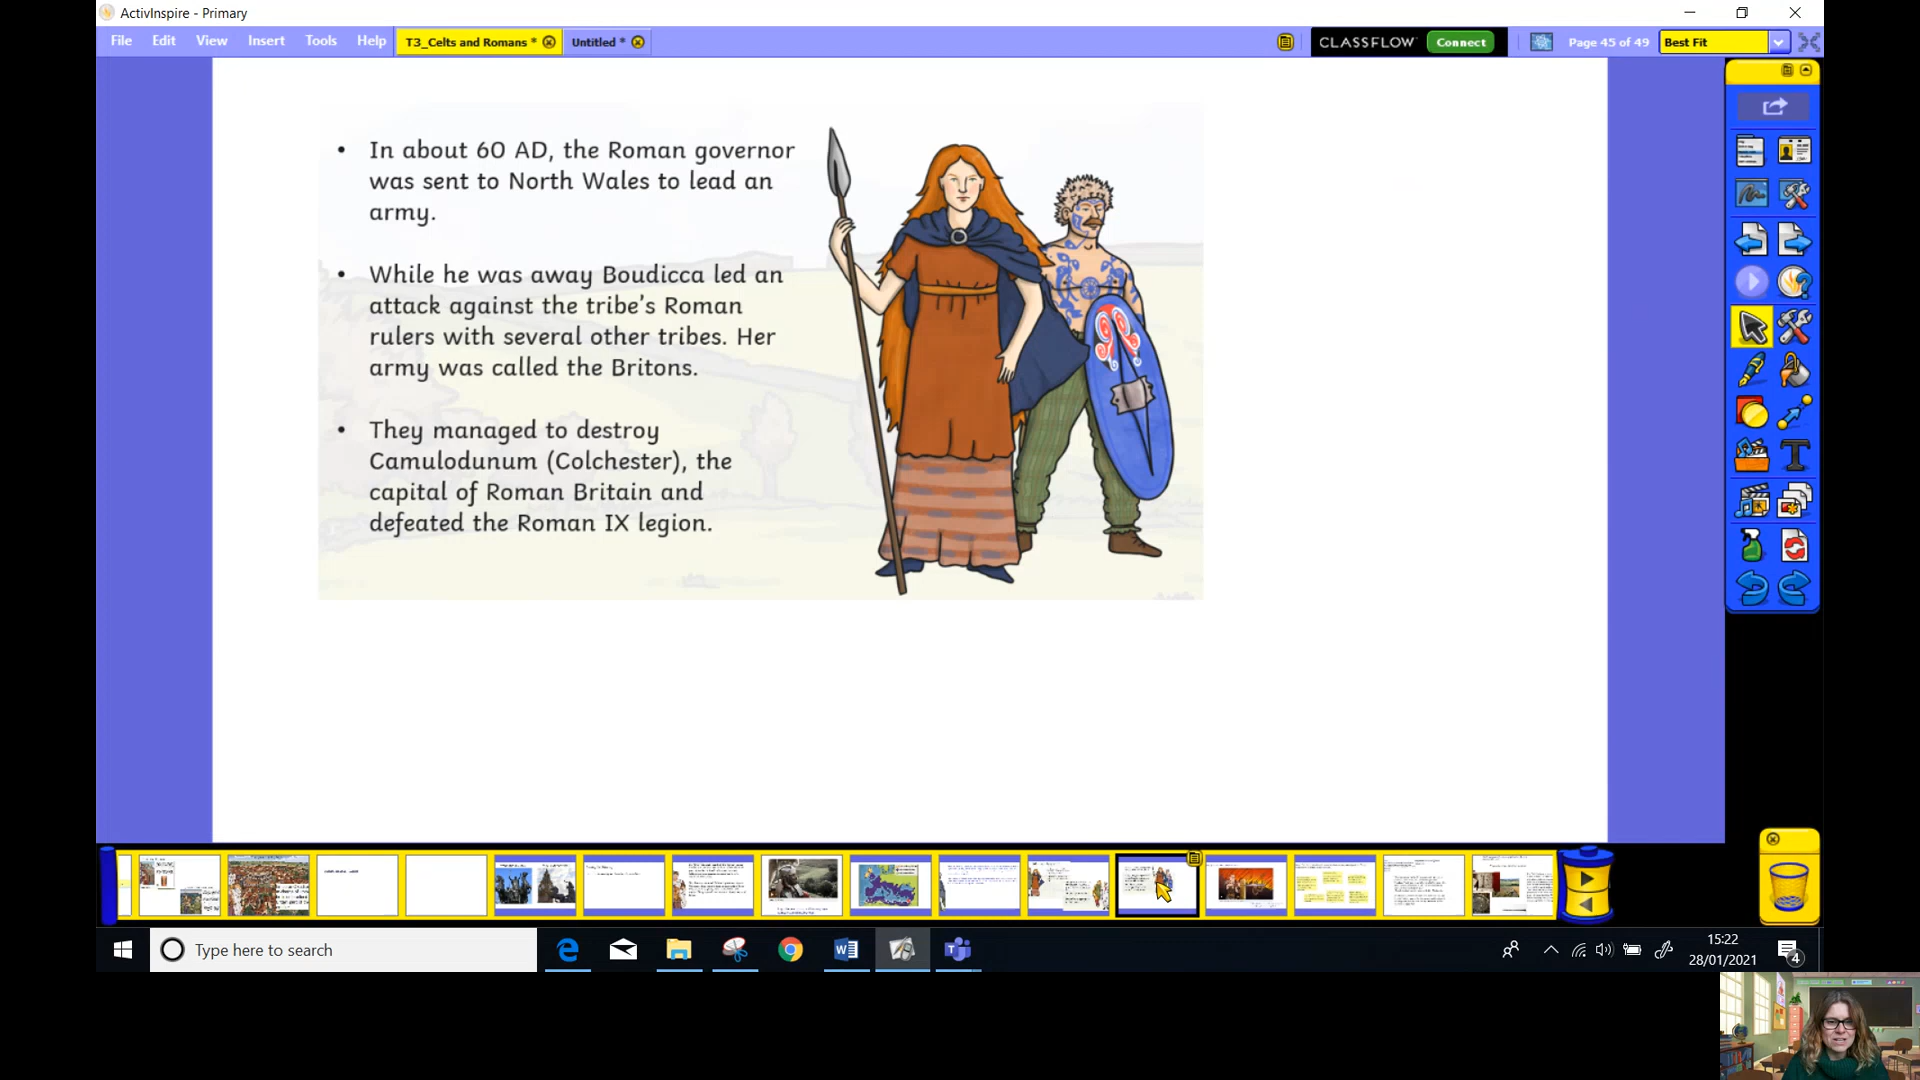 ActivInspire - Primary
File Edit View Insert Tools Help T3_Celts and Romans * Untitled * CLASSFLOW Connect Page 45 of 49 Best Fit
• In about 60 AD, the Roman governor
was sent to North Wales to lead an
army.
• While he was away Boudicca led an
attack against the tribe's Roman
rulers with several other tribes. Her
army was called the Britons.
• They managed to destroy
Camulodunum (Colchester), the
capital of Roman Britain and
defeated the Roman IX legion.
Type here to search
15:22
28/01/2021
4